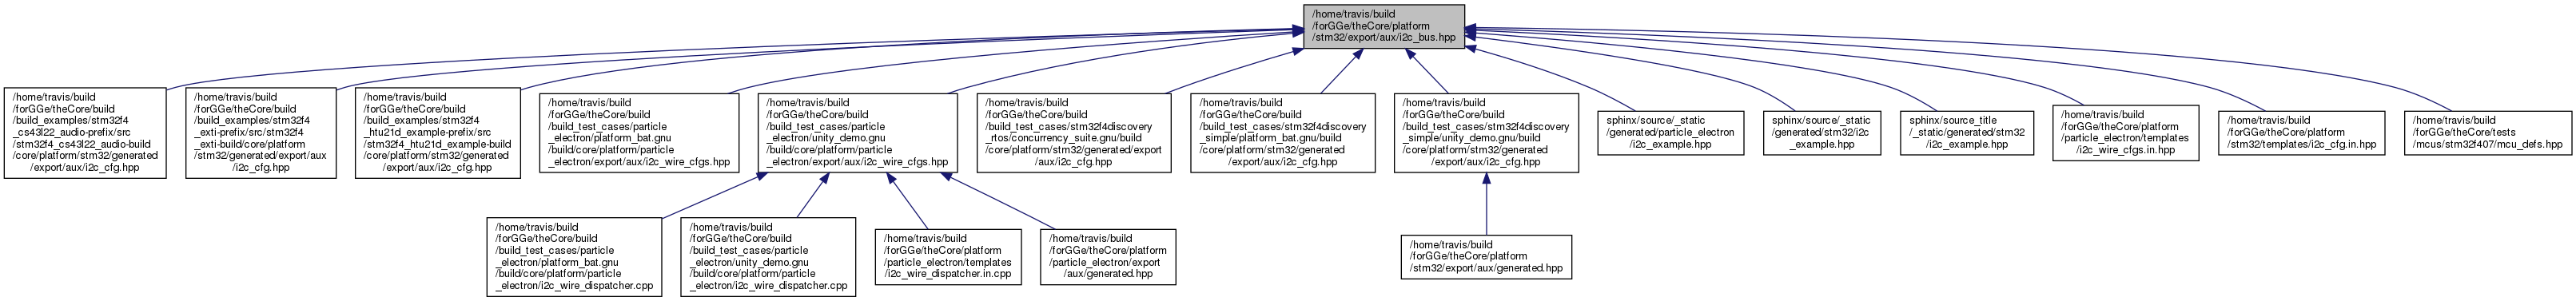 /home/travis/build
/forGGe/theCore/platform
/stm32/export/aux/i2c_bus.hpp
/home/travis/build
/forGGe/theCore/build
/build_examples/stm32f4
_cs43l22_audio-prefix/src
/stm32f4_cs43l22_audio-build
/core/platform/stm32/generated
/export/aux/i2c_cfg.hpp
/home/travis/build
/forGGe/theCore/build
/build_examples/stm32f4
_exti-prefix/src/stm32f4
_exti-build/core/platform
/stm32/generated/export/aux
/i2c_cfg.hpp
/home/travis/build
/forGGe/theCore/build
/build_examples/stm32f4
_htu21d_example-prefix/src
/stm32f4_htu21d_example-build
/core/platform/stm32/generated
/export/aux/i2c_cfg.hpp
/home/travis/build
/forGGe/theCore/build
/build_test_cases/particle
_electron/platform_bat.gnu
/build/core/platform/particle
_electron/export/aux/i2c_wire_cfgs.hpp
/home/travis/build
/forGGe/theCore/build
/build_test_cases/particle
_electron/unity_demo.gnu
/build/core/platform/particle
_electron/export/aux/i2c_wire_cfgs.hpp
/home/travis/build
/forGGe/theCore/build
/build_test_cases/stm32f4discovery
_rtos/concurrency_suite.gnu/build
/core/platform/stm32/generated/export
/aux/i2c_cfg.hpp
/home/travis/build
/forGGe/theCore/build
/build_test_cases/stm32f4discovery
_simple/platform_bat.gnu/build
/core/platform/stm32/generated
/export/aux/i2c_cfg.hpp
/home/travis/build
/forGGe/theCore/build
/build_test_cases/stm32f4discovery
_simple/unity_demo.gnu/build
/core/platform/stm32/generated
/export/aux/i2c_cfg.hpp
sphinx/source/_static
/generated/particle_electron
/i2c_example.hpp
sphinx/source/_static
/generated/stm32/i2c
_example.hpp
sphinx/source_title
/_static/generated/stm32
/i2c_example.hpp
/home/travis/build
/forGGe/theCore/platform
/particle_electron/templates
/i2c_wire_cfgs.in.hpp
/home/travis/build
/forGGe/theCore/platform
/stm32/templates/i2c_cfg.in.hpp
/home/travis/build
/forGGe/theCore/tests
/mcus/stm32f407/mcu_defs.hpp
/home/travis/build
/forGGe/theCore/build
/build_test_cases/particle
_electron/platform_bat.gnu
/build/core/platform/particle
_electron/i2c_wire_dispatcher.cpp
/home/travis/build
/forGGe/theCore/build
/build_test_cases/particle
_electron/unity_demo.gnu
/build/core/platform/particle
_electron/i2c_wire_dispatcher.cpp
/home/travis/build
/forGGe/theCore/platform
/particle_electron/templates
/i2c_wire_dispatcher.in.cpp
/home/travis/build
/forGGe/theCore/platform
/particle_electron/export
/aux/generated.hpp
/home/travis/build
/forGGe/theCore/platform
/stm32/export/aux/generated.hpp